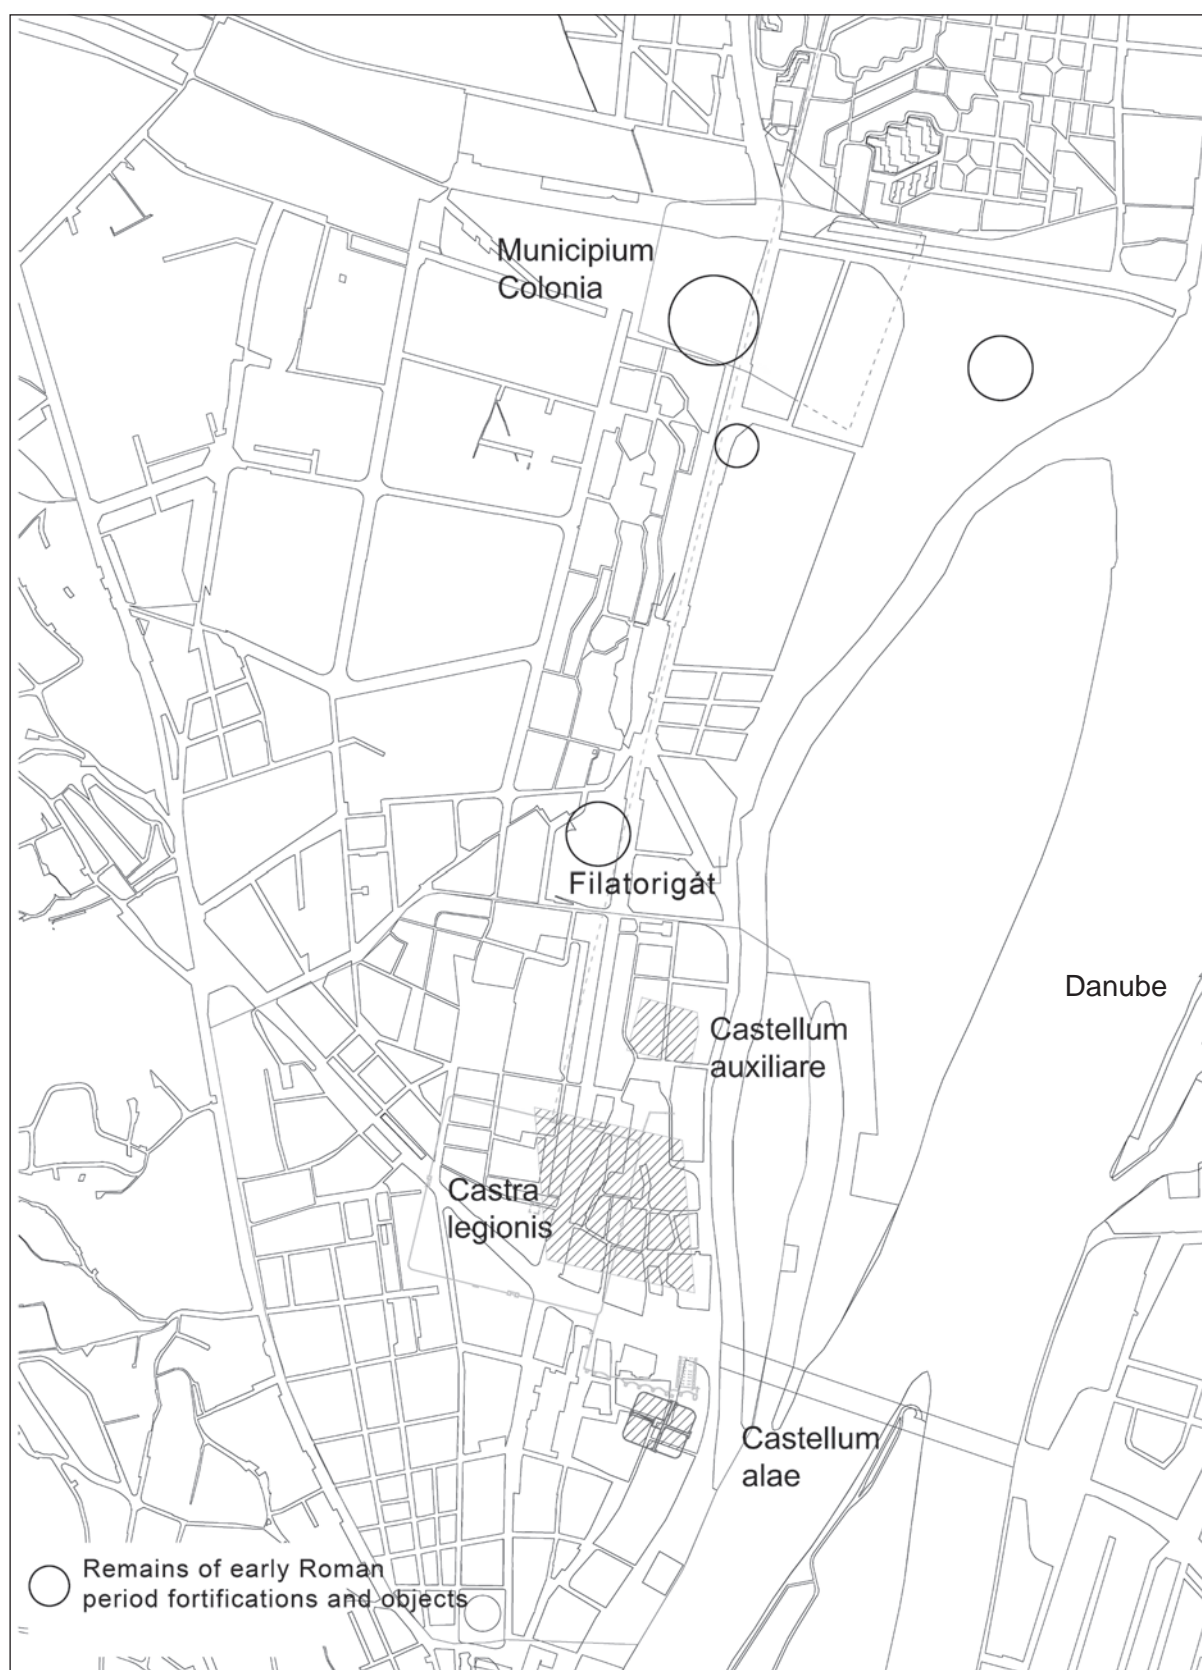 Municipium
Colonia
Filatorigát
Danube
Castellum
auxiliare
Castra
legionis
Castellum
alae
Remains of early Roman
period fortifications and objects